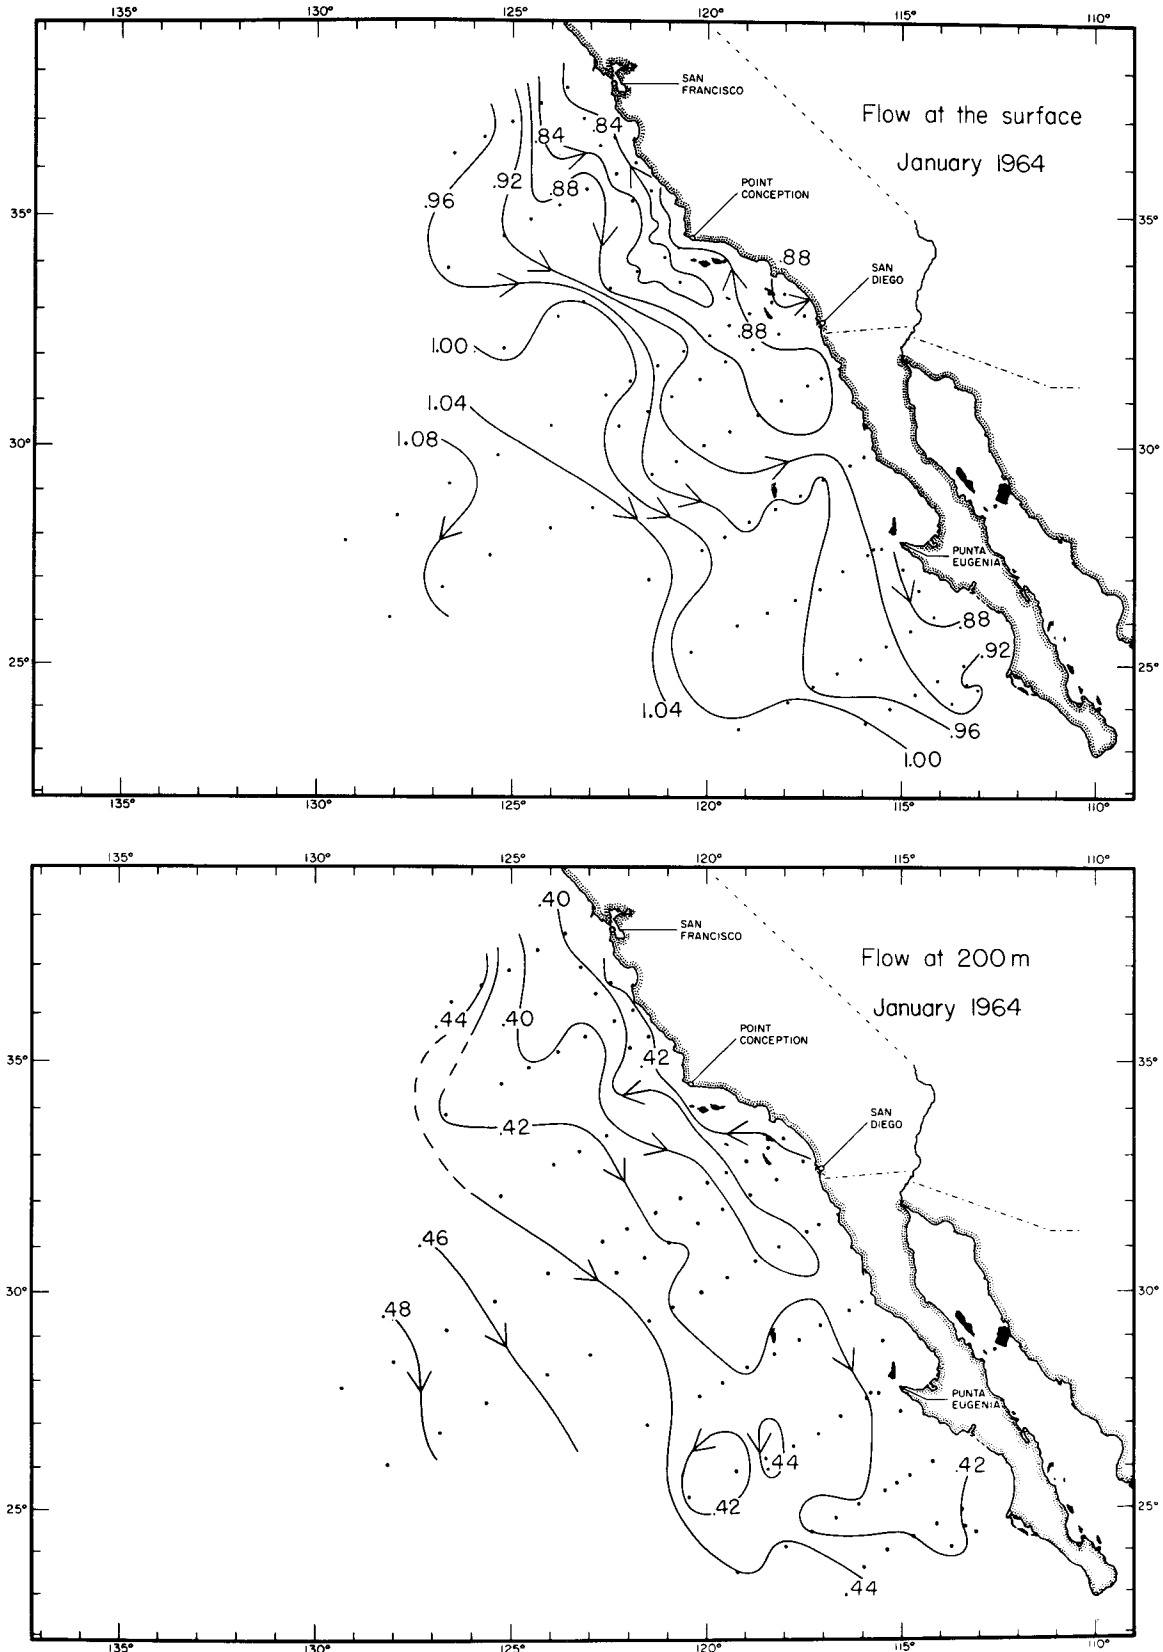 135° 130° 125° 120° 115° 110°
SAN
FRANCISCO
Flow at the surface
January 1964
.84
.84
.92
.88
.96
POINT
CONCEPTION
35° 35°
.88
SAN
DIEGO
.88
1.00
1.04
1.08
30° 30°
PUNTA
EUGENIA
.88
.92
25° 25°
1.04
.96
1.00
135° 130° 125° 120° 115° 110°
135° 130° 125° 120° 115° 110°
.40
SAN
FRANCISCO
Flow at 200m
January 1964
.44
.40
POINT
CONCEPTION
.42
35° 35°
SAN
DIEGO
.42
.46
30° 30°
.48
PUNTA
EUGENIA
.44
.42
.42
25° 25°
.44
135° 130° 125° 120° 115° 110°